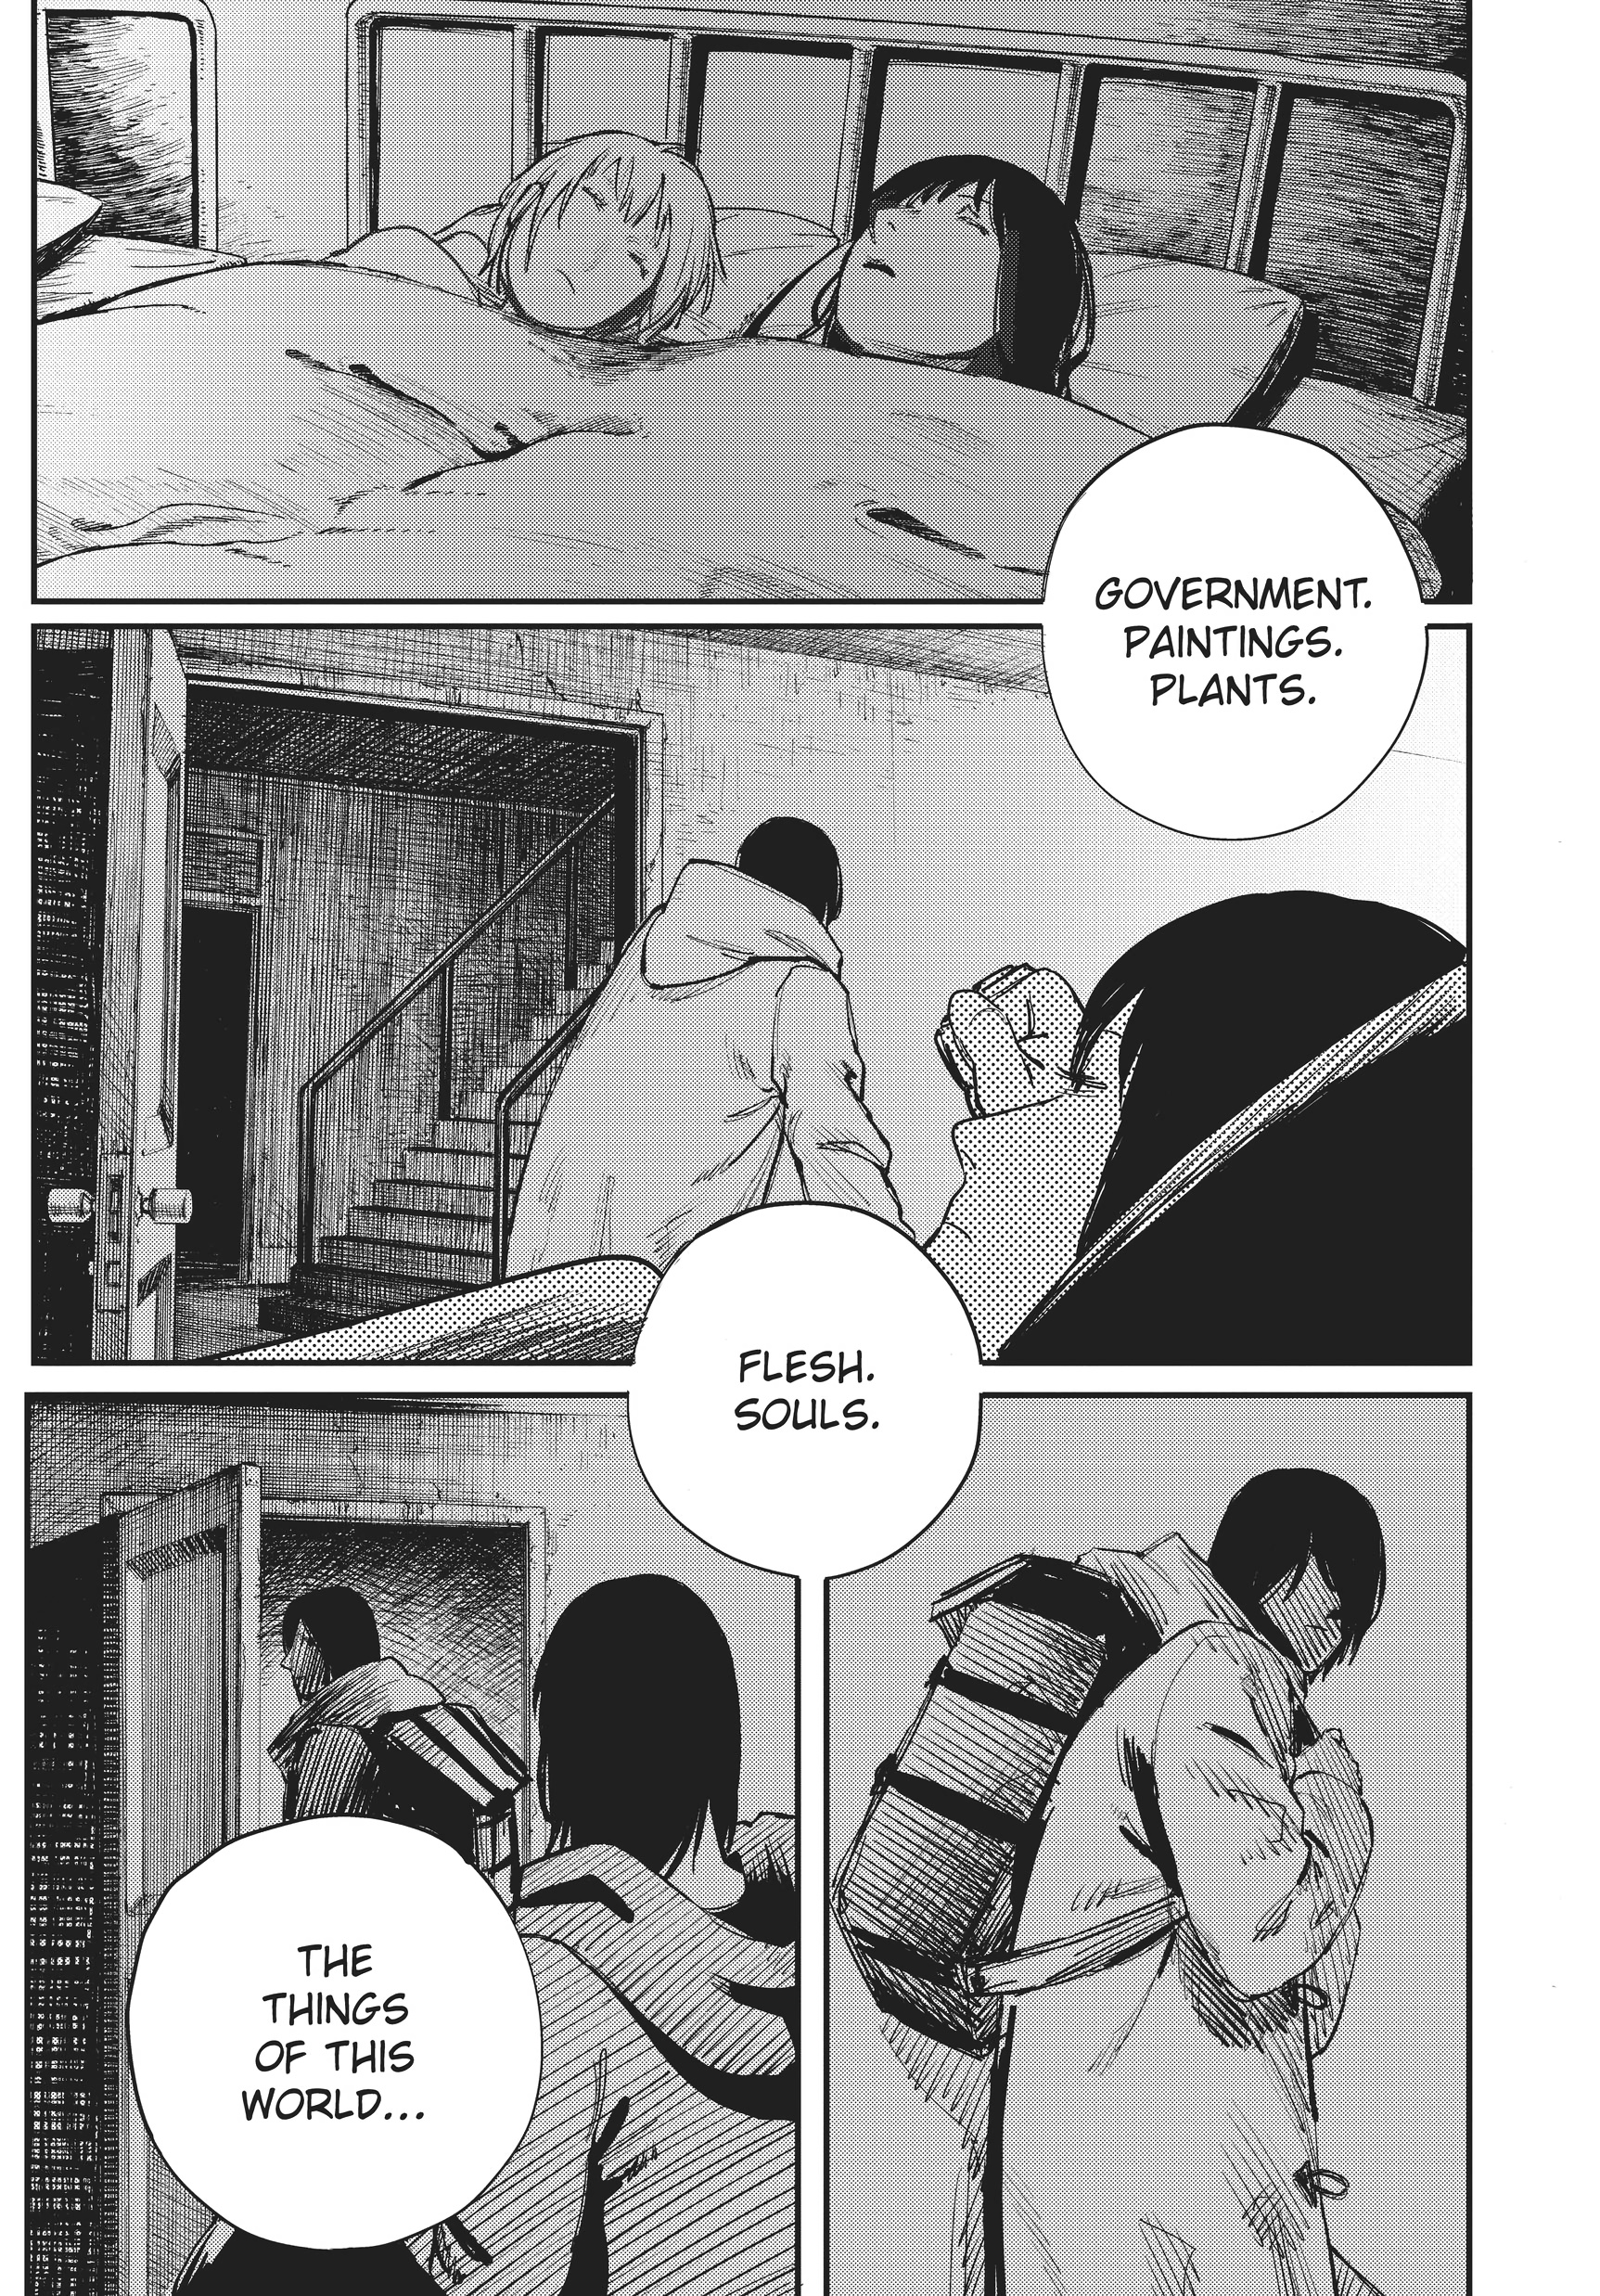 GOVERNMENT.
PAINTINGS.
PLANTS.
FLESH.
SOULS.
THE
THINGS
OF THIS
WORLD...